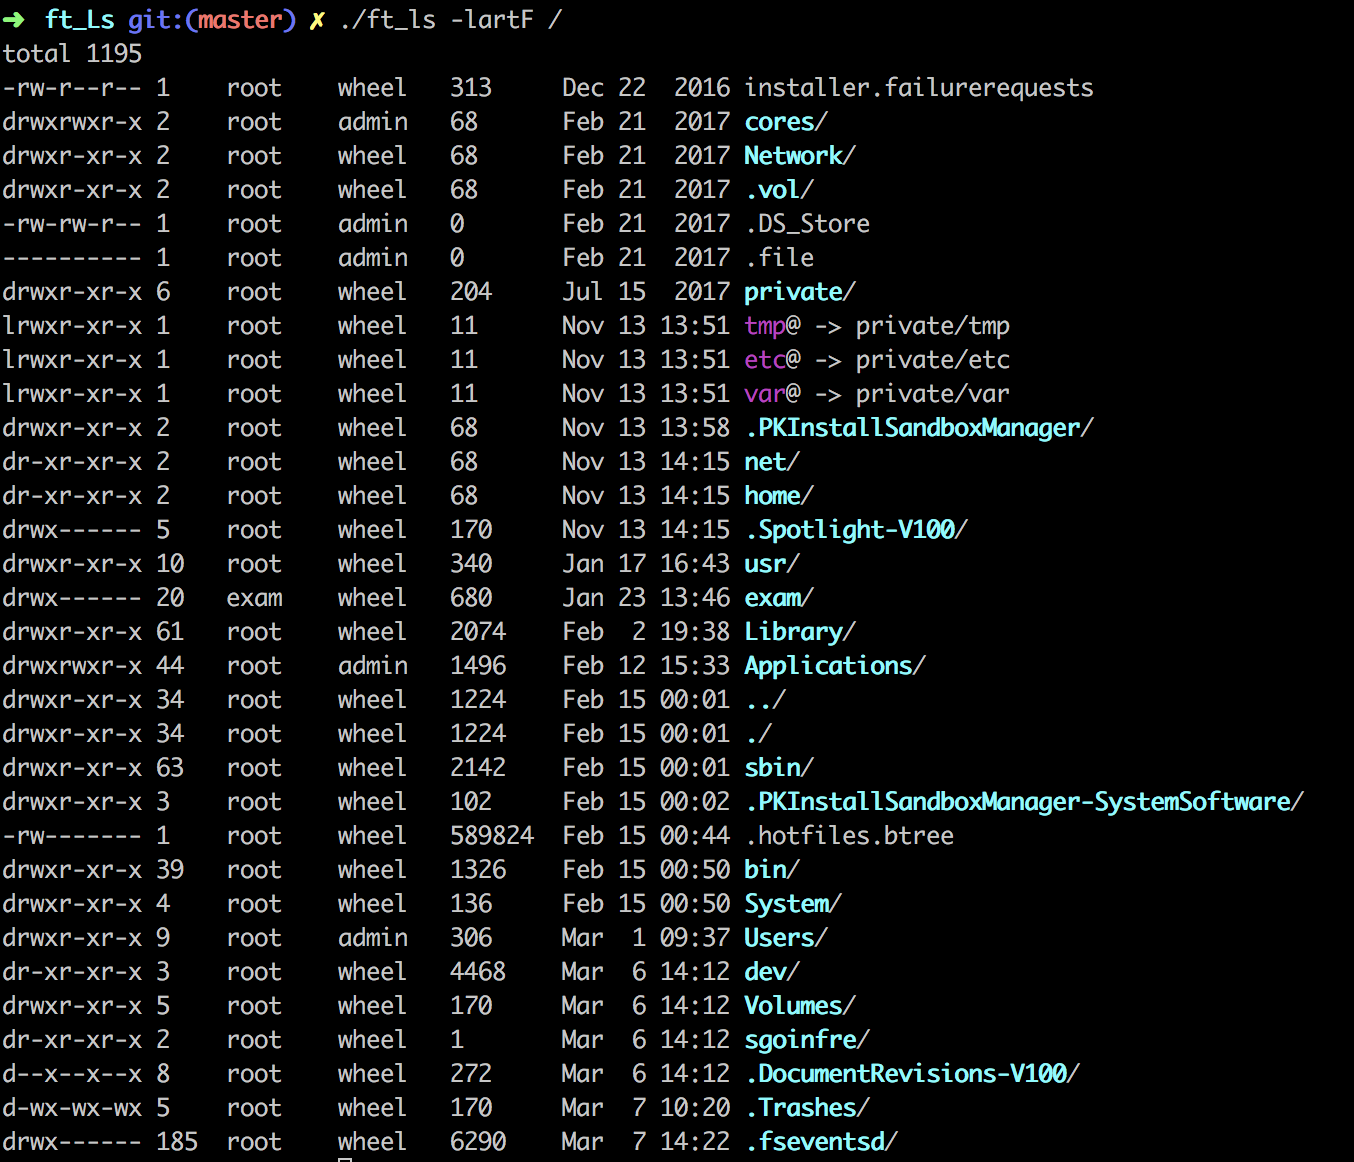 ➜  ft_Ls git:(master) ✗ ./ft_ls -lartF /
total 1195
-rw-r--r-- 1    root    wheel   313     Dec 22  2016 installer.failurerequests
drwxrwxr-x 2    root    admin   68      Feb 21  2017 cores/
drwxr-xr-x 2    root    wheel   68      Feb 21  2017 Network/
drwxr-xr-x 2    root    wheel   68      Feb 21  2017 .vol/
-rw-rw-r-- 1    root    admin   0       Feb 21  2017 .DS_Store
---------- 1    root    admin   0       Feb 21  2017 .file
drwxr-xr-x 6    root    wheel   204     Jul 15  2017 private/
lrwxr-xr-x 1    root    wheel   11      Nov 13 13:51 tmp@ -> private/tmp
lrwxr-xr-x 1    root    wheel   11      Nov 13 13:51 etc@ -> private/etc
lrwxr-xr-x 1    root    wheel   11      Nov 13 13:51 var@ -> private/var
drwxr-xr-x 2    root    wheel   68      Nov 13 13:58 .PKInstallSandboxManager/
dr-xr-xr-x 2    root    wheel   68      Nov 13 14:15 net/
dr-xr-xr-x 2    root    wheel   68      Nov 13 14:15 home/
drwx------ 5    root    wheel   170     Nov 13 14:15 .Spotlight-V100/
drwxr-xr-x 10   root    wheel   340     Jan 17 16:43 usr/
drwx------ 20   exam    wheel   680     Jan 23 13:46 exam/
drwxr-xr-x 61   root    wheel   2074    Feb  2 19:38 Library/
drwxrwxr-x 44   root    admin   1496    Feb 12 15:33 Applications/
drwxr-xr-x 34   root    wheel   1224    Feb 15 00:01 ../
drwxr-xr-x 34   root    wheel   1224    Feb 15 00:01 ./
drwxr-xr-x 63   root    wheel   2142    Feb 15 00:01 sbin/
drwxr-xr-x 3    root    wheel   102     Feb 15 00:02 .PKInstallSandboxManager-SystemSoftware/
-rw------- 1    root    wheel   589824  Feb 15 00:44 .hotfiles.btree
drwxr-xr-x 39   root    wheel   1326    Feb 15 00:50 bin/
drwxr-xr-x 4    root    wheel   136     Feb 15 00:50 System/
drwxr-xr-x 9    root    admin   306     Mar  1 09:37 Users/
dr-xr-xr-x 3    root    wheel   4468    Mar  6 14:12 dev/
drwxr-xr-x 5    root    wheel   170     Mar  6 14:12 Volumes/
dr-xr-xr-x 2    root    wheel   1       Mar  6 14:12 sgoinfre/
d--x--x--x 8    root    wheel   272     Mar  6 14:12 .DocumentRevisions-V100/
d-wx-wx-wx 5    root    wheel   170     Mar  7 10:20 .Trashes/
drwx------ 185  root    wheel   6290    Mar  7 14:22 .fseventsd/